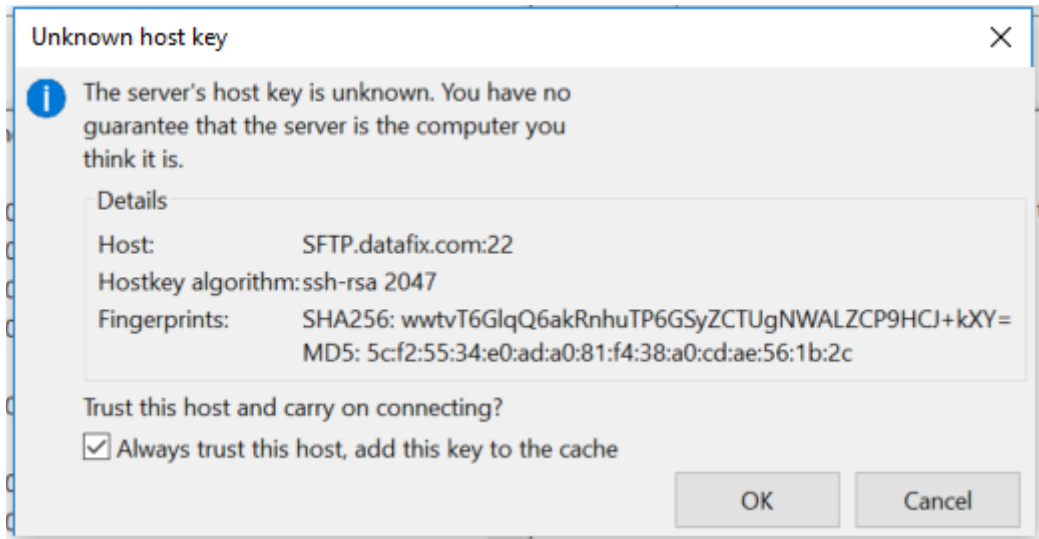 Unknown host key
The server's host key is unknown. You have no
guarantee that the server is the computer you
think it is.
Details
Host: SFTP.datafix.com:22
Hostkey algorithm: ssh-rsa 2047
Fingerprints: SHA256: wwtvT6GlqQ6akRnhuTP6GSyZCTUgNWALZCP9HCJ+kXY=
MD5: 5c:f2:55:34:e0:ad:a0:81:f4:38:a0:cd:ae:56:1b:2c
Trust this host and carry on connecting?
Always trust this host, add this key to the cache
OK Cancel